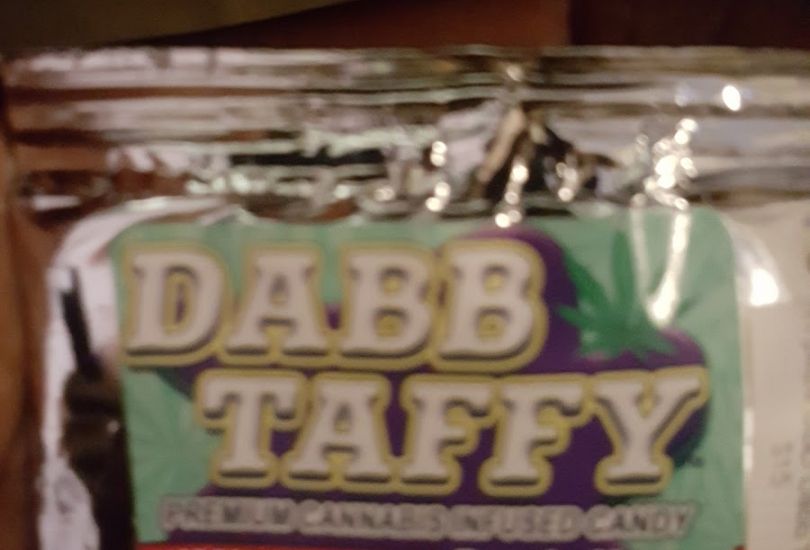 DABB
TAFFY
PREMIUM CANNABIS INFUSED CANDY